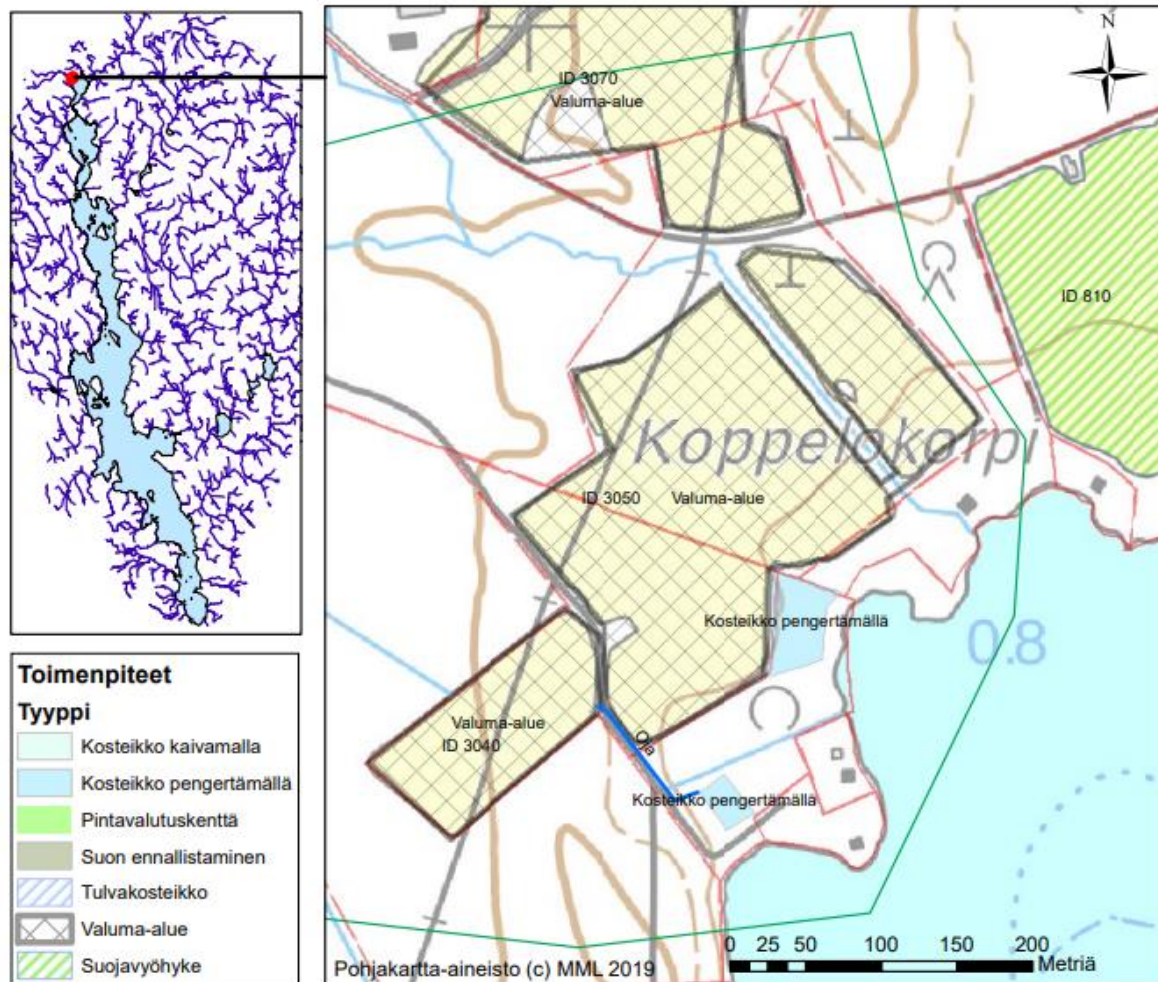 N
ID 3070
Valuma-alue
ID 810
Koppelokorpi
ID 3050 Valuma-alue
Kosteikko pengertämällä
0.8
Valuma-alue
ID 3040
Oja
Kosteikko pengertämällä
Toimenpiteet
Tyyppi
Kosteikko kaivamalla
Kosteikko pengertämällä
Pintavalutuskenttä
Suon ennallistaminen
Tulvakosteikko
Valuma-alue
Suojavyöhyke
0 25 50 100 150 200
Metriä
Pohjakartta-aineisto (c) MML 2019